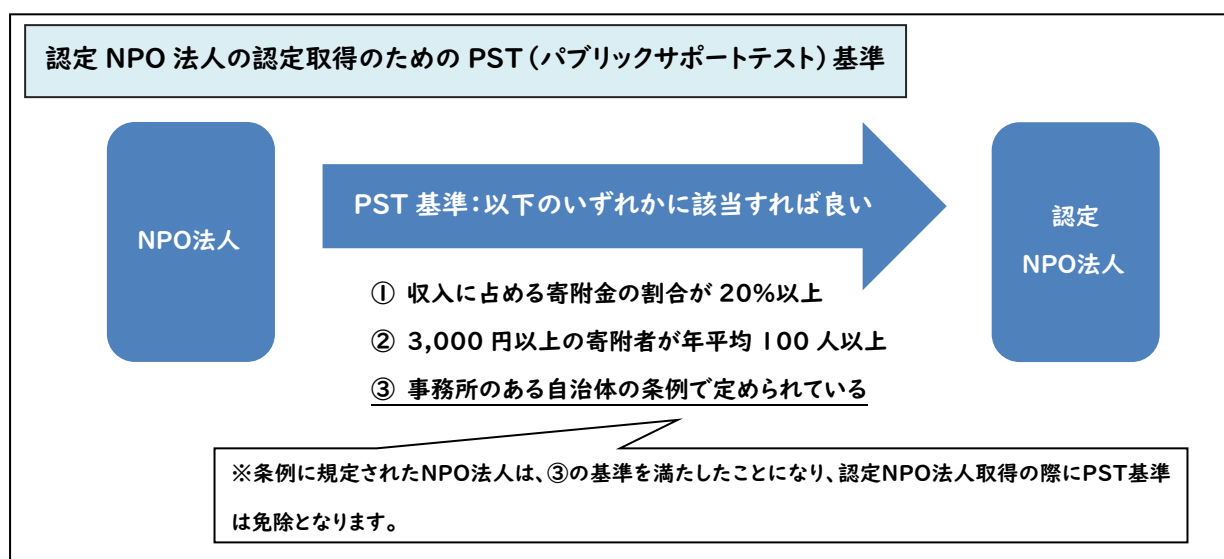 認定 NPO 法人の認定取得のための PST（パブリックサポートテスト）基準
NPO法人
PST 基準：以下のいずれかに該当すれば良い
認定
NPO法人
① 収入に占める寄附金の割合が 20%以上
② 3,000 円以上の寄附者が年平均 100 人以上
③ 事務所のある自治体の条例で定められている
※条例に規定されたNPO法人は、③の基準を満たしたことになり、認定NPO法人取得の際にPST基準
は免除となります。